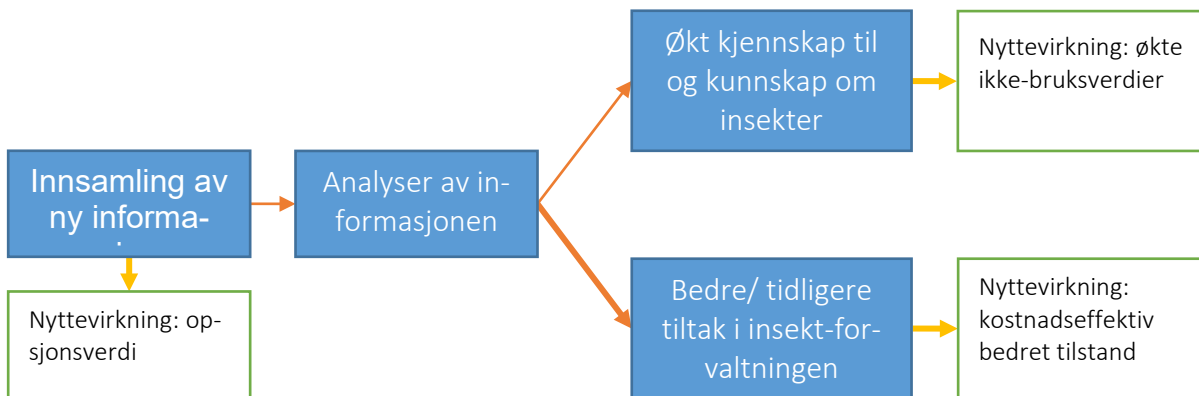 Innsamling av
ny informa-
Nyttevirkning: op-
sjonsverdi
Analyser av in-
formasjonen
Økt kjennskap til
og kunnskap om
insekter
Nyttevirkning: økte
ikke-bruksverdier
Bedre/ tidligere
tiltak i insekt-for-
valtningen
Nyttevirkning:
kostnadseffektiv
bedret tilstand